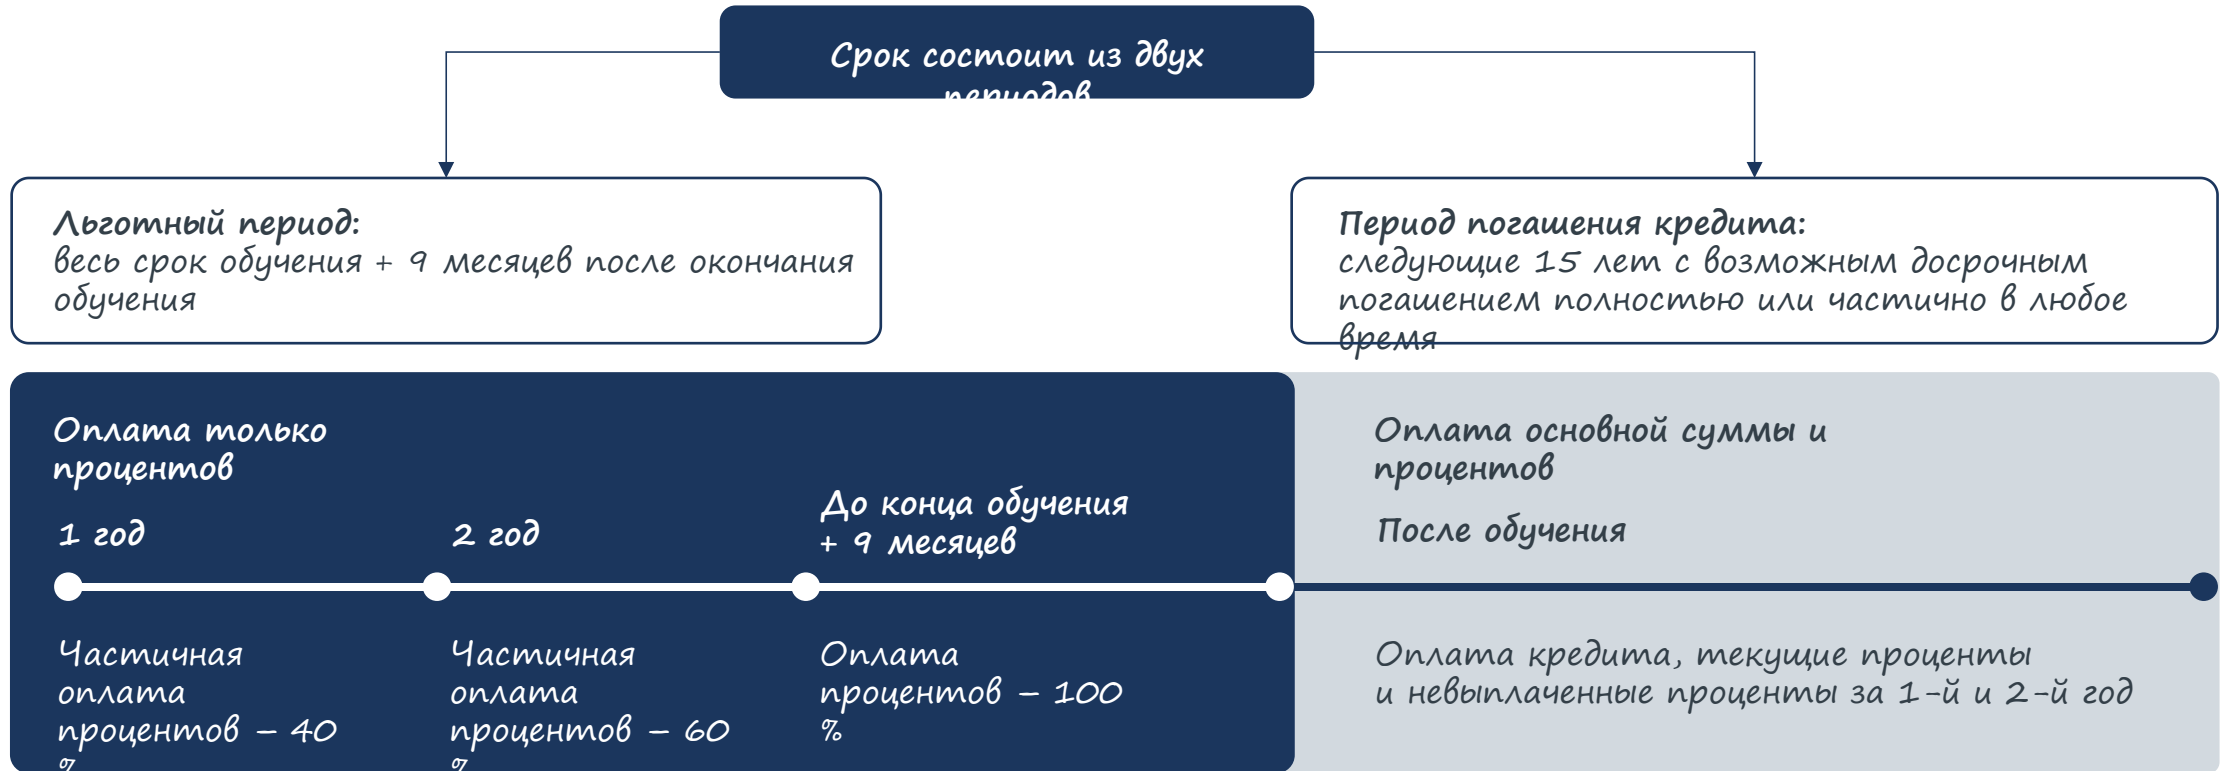 Срок состоит из двух
периодов
Льготный период:
весь срок обучения + 9 месяцев после окончания
обучения
Период погашения кредита:
следующие 15 лет с возможным досрочным
погашением полностью или частично в любое
время
Оплата только
процентов
Оплата основной суммы и
процентов
1 год
2 год
До конца обучения
+ 9 месяцев
После обучения
Частичная
оплата
процентов – 40
%
Частичная
оплата
процентов – 60
%
Оплата
процентов – 100
%
Оплата кредита, текущие проценты
и невыплаченные проценты за 1-й и 2-й год